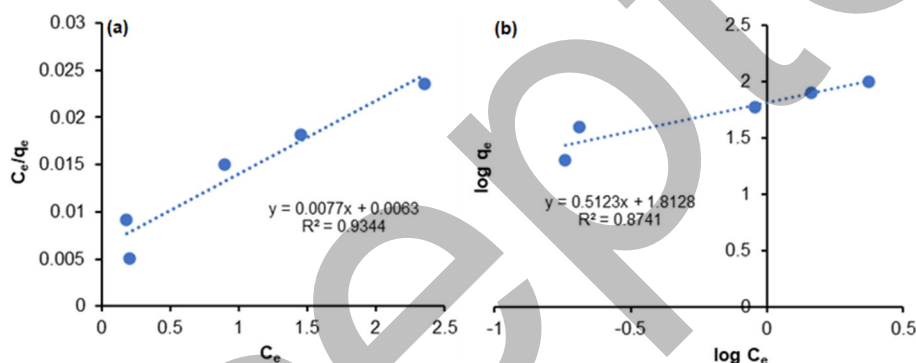 (a)
0.03
0.025
0.02
0.015
0.01
0.005
0
0
0.5
1
1.5
2
2.5
Ce/qe
Ce
y = 0.0077x + 0.0063
R² = 0.9344
(b)
2.5
2
1.5
1
0.5
0
-1
-0.5
0
0.5
log qe
log Ce
y = 0.5123x + 1.8128
R² = 0.8741